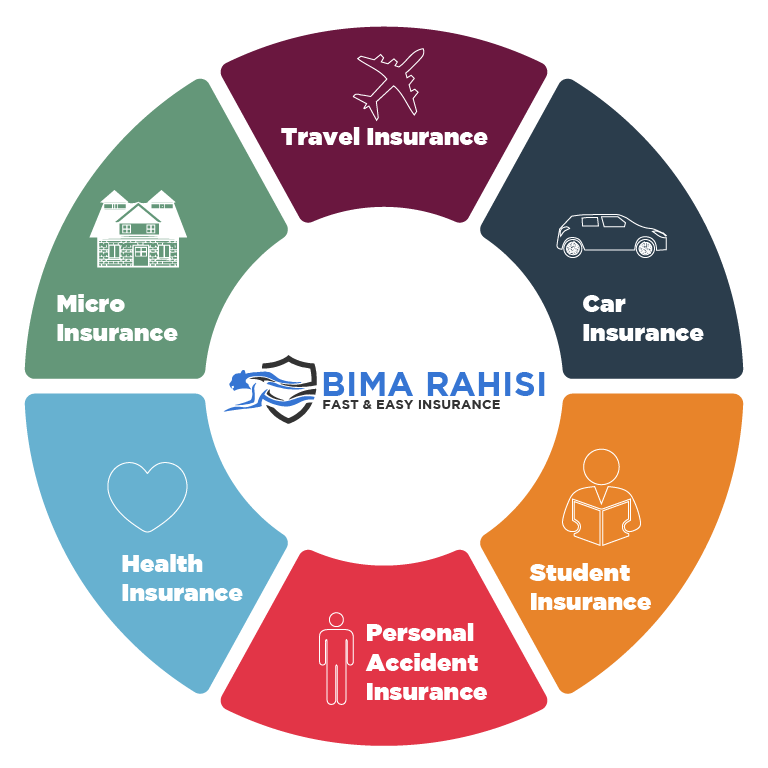 Travel Insurance
Car
Insurance
Micro
Insurance
BIMA RAHISI
FAST & EASY INSURANCE
Health
Insurance
Student
Insurance
Personal
Accident
Insurance